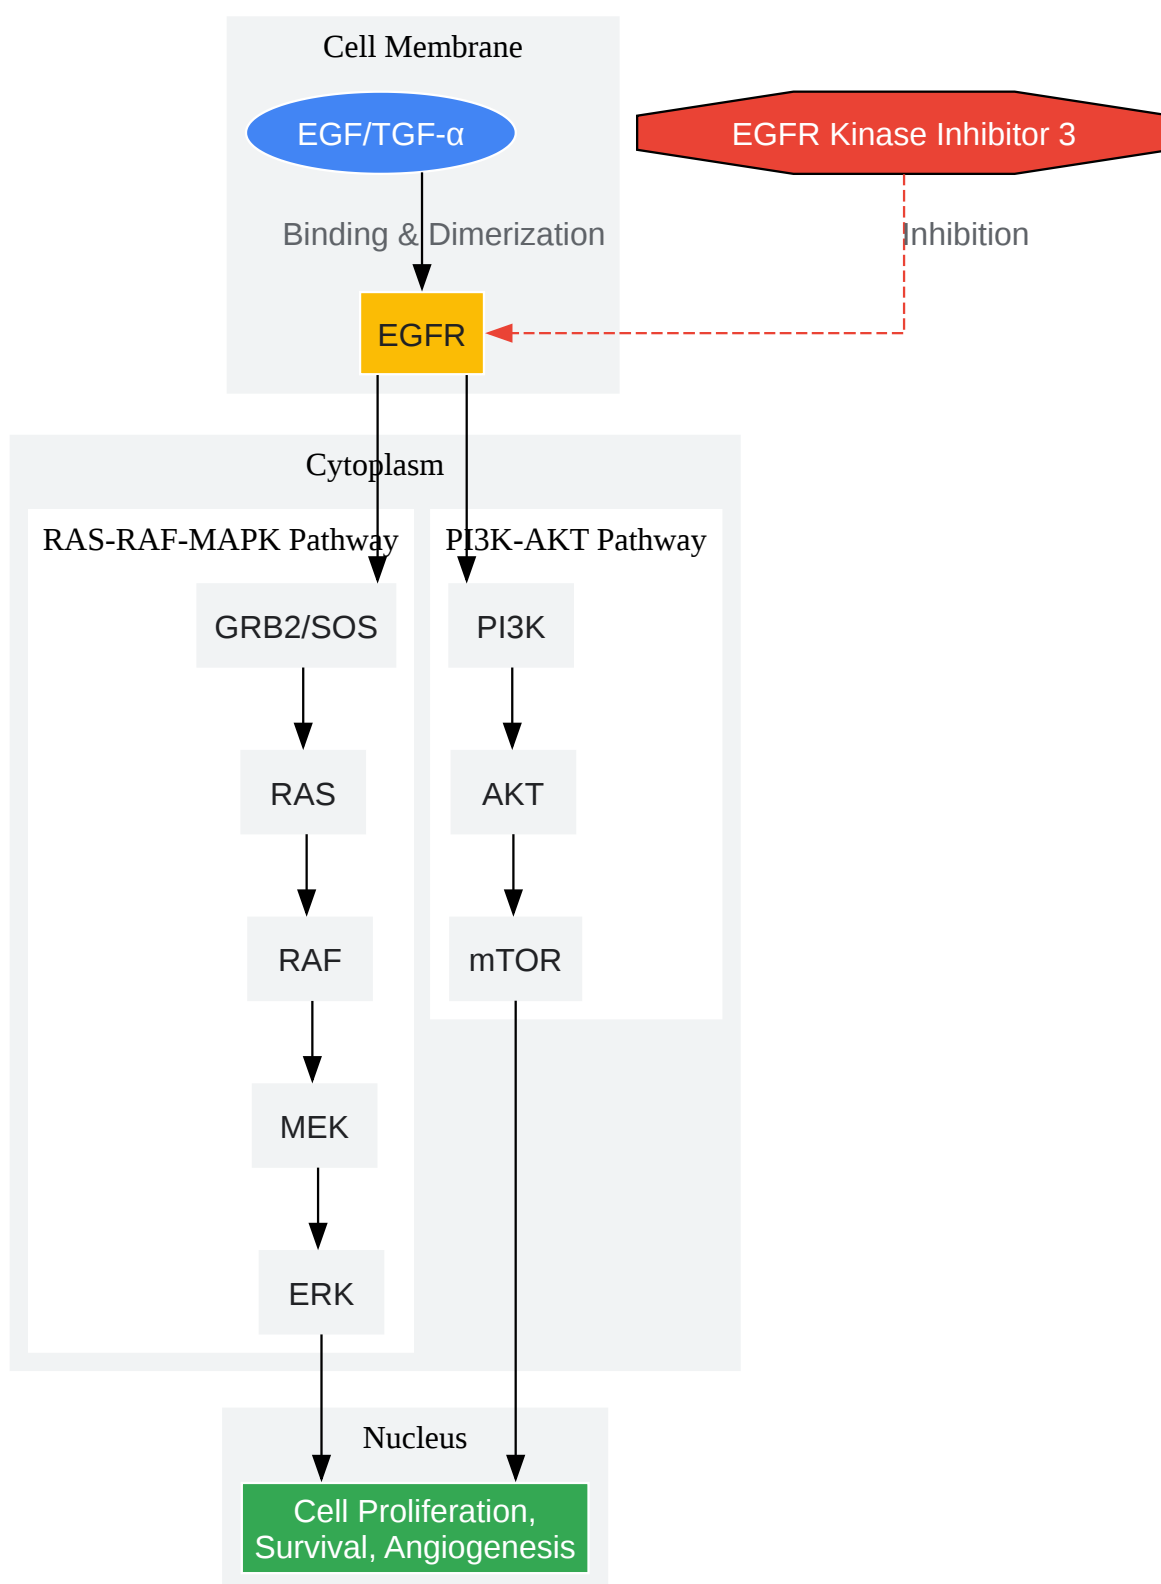 Cell Membrane
EGF/TGF-α
EGFR Kinase Inhibitor 3
Binding & Dimerization
Inhibition
EGFR
Cytoplasm
RAS-RAF-MAPK Pathway
PI3K-AKT Pathway
GRB2/SOS
PI3K
RAS
AKT
RAF
mTOR
MEK
ERK
Nucleus
Cell Proliferation,
Survival, Angiogenesis